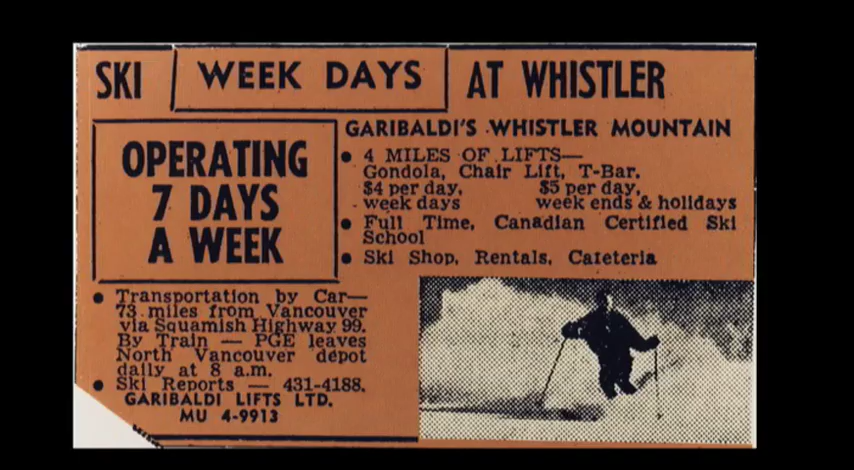 SKI WEEK DAYS AT WHISTLER
OPERATING
7 DAYS
A WEEK
GARIBALDI'S WHISTLER MOUNTAIN
• 4 MILES OF LIFTS—
Gondola, Chair Lift, T-Bar.
$4 per day, $5 per day,
week days week ends & holidays
• Full Time, Canadian Certified Ski
School
• Ski Shop, Rentals, Cafeteria
• Transportation by Car—
73 miles from Vancouver
via Squamish Highway 99.
By Train — PGE leaves
North Vancouver depot
daily at 8 a.m.
• Ski Reports — 431-4188.
GARIBALDI LIFTS LTD.
MU 4-9913